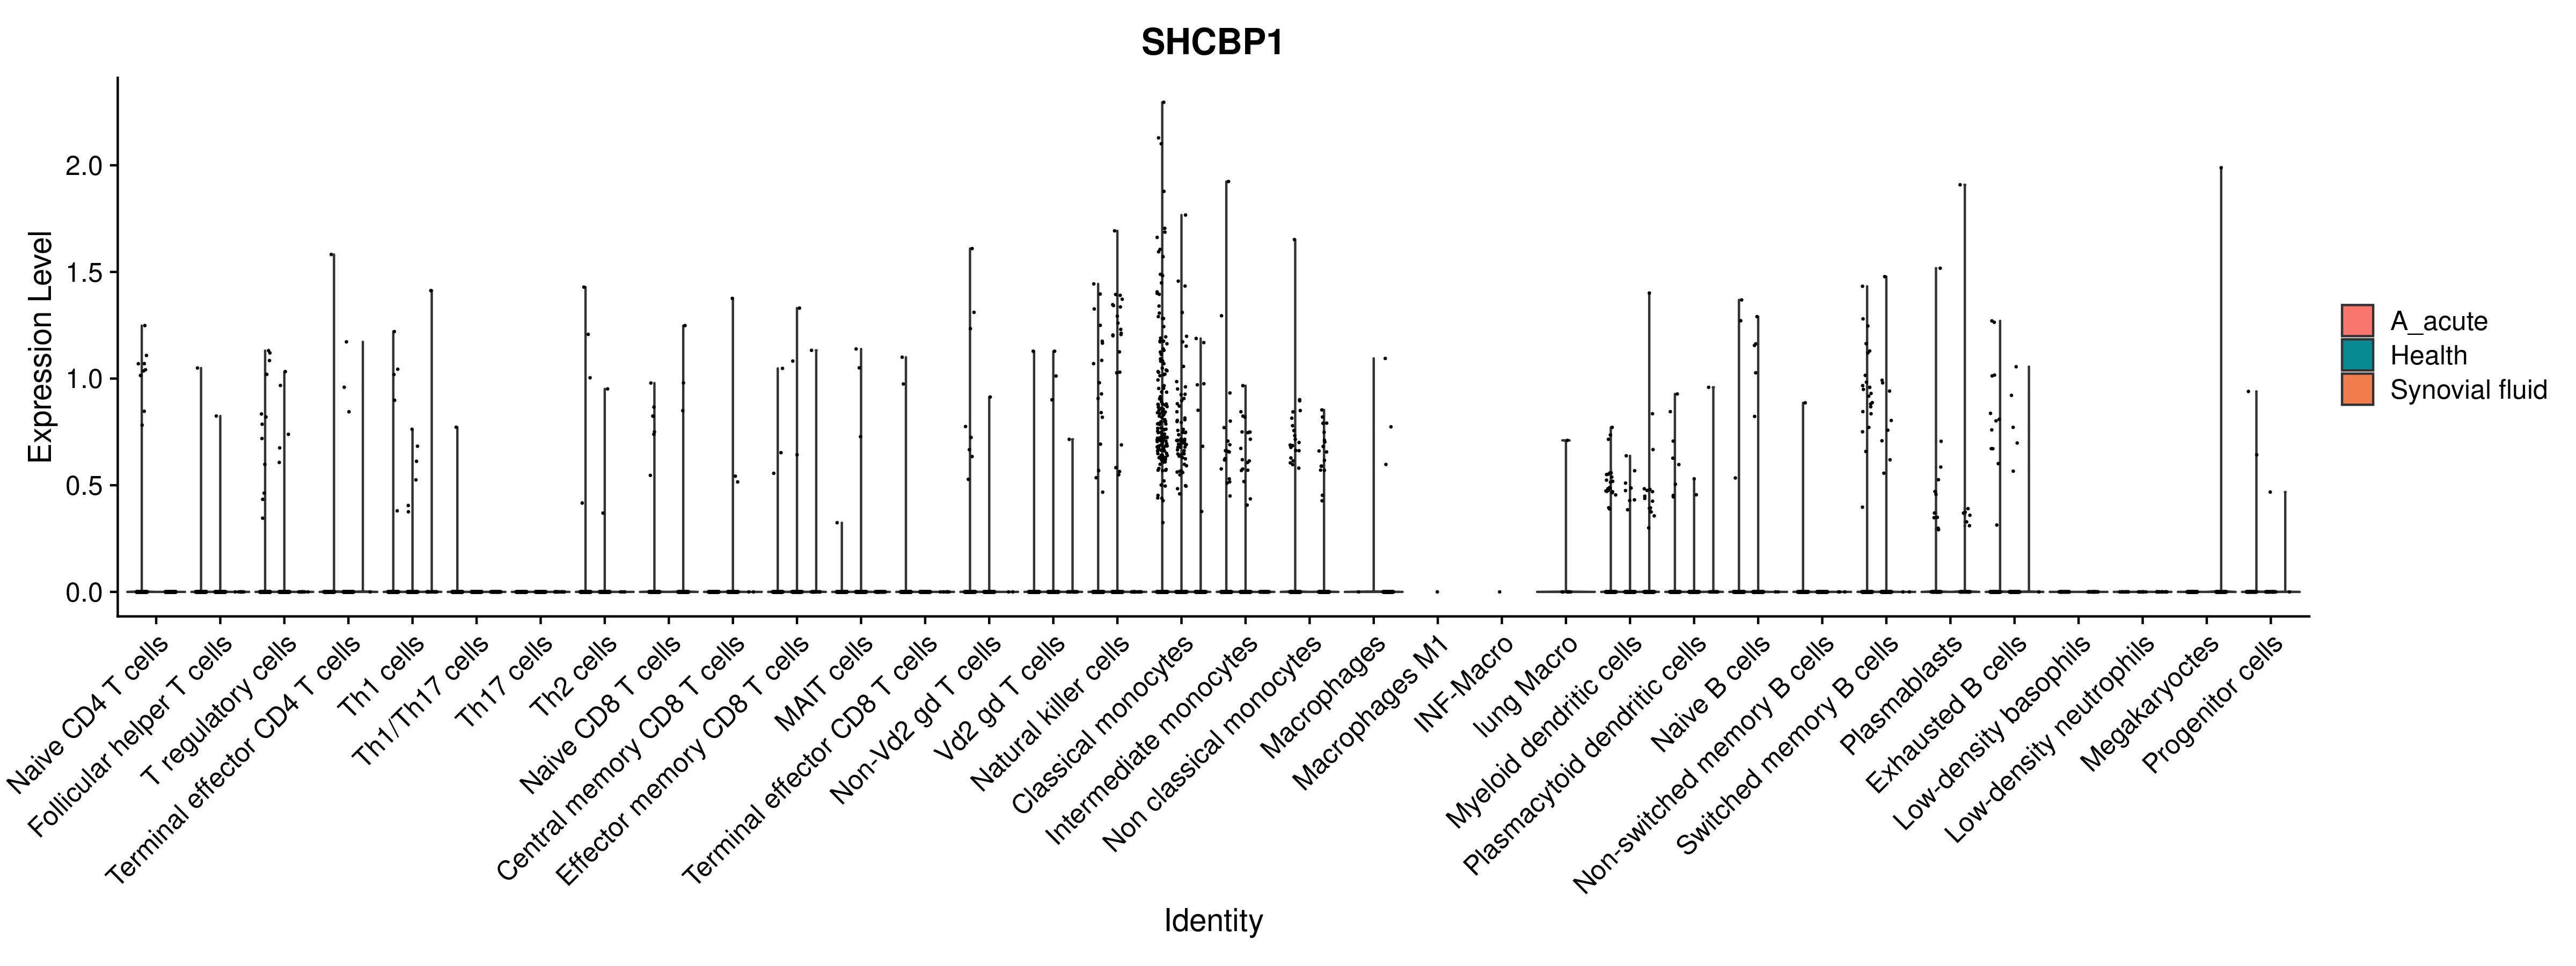 SHCBP1
Expression Level
2.0
1.5
1.0
0.5
0.0
Naive CD4 T cells
Follicular helper T cells
T regulatory cells
Terminal effector CD4 T cells
Th1 cells
Th1/Th17 cells
Th17 cells
Th2 cells
Naive CD8 T cells
Central memory CD8 T cells
Effector memory CD8 T cells
MAIT cells
Terminal effector CD8 T cells
Non-Vd2 gd T cells
Vd2 gd T cells
Natural killer cells
Classical monocytes
Intermediate monocytes
Non classical monocytes
Macrophages
Macrophages M1
INF-Macro
lung Macro
Myeloid dendritic cells
Plasmacytoid dendritic cells
Naive B cells
Non-switched memory B cells
Switched memory B cells
Plasmablasts
Exhausted B cells
Low-density basophils
Low-density neutrophils
Megakaryoctes
Progenitor cells
Identity
A_acute
Health
Synovial fluid